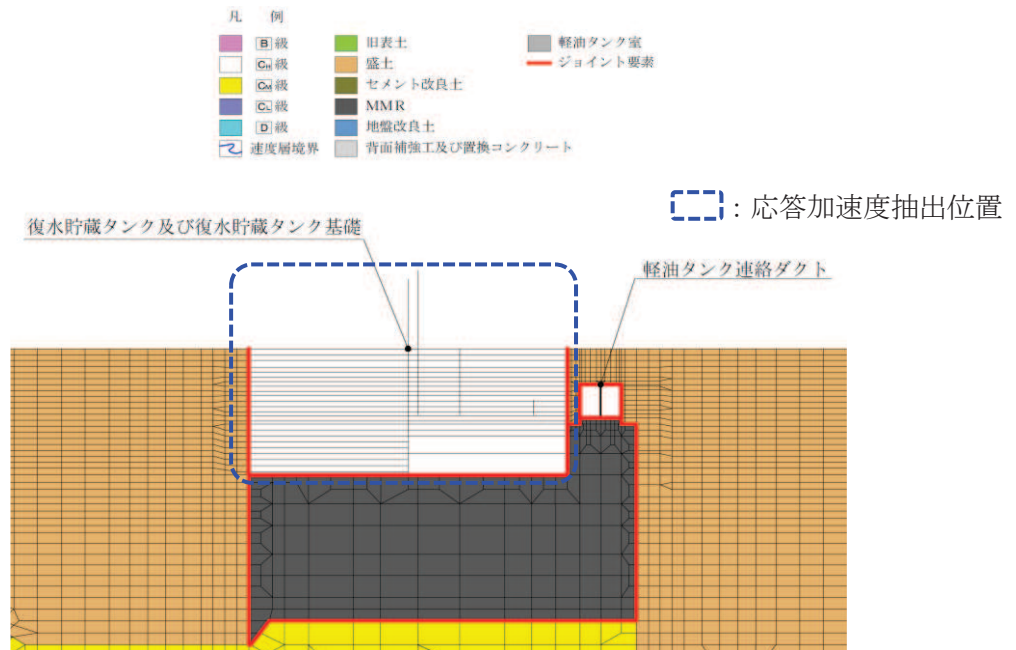 凡 例
B 級
CH 級
CM 級
CL 級
D 級
速度層境界
旧表土
盛土
セメント改良土
MMR
地盤改良土
背面補強工及び置換コンクリート
軽油タンク室
ジョイント要素
:応答加速度抽出位置
復水貯蔵タンク及び復水貯蔵タンク基礎
軽油タンク連絡ダクト